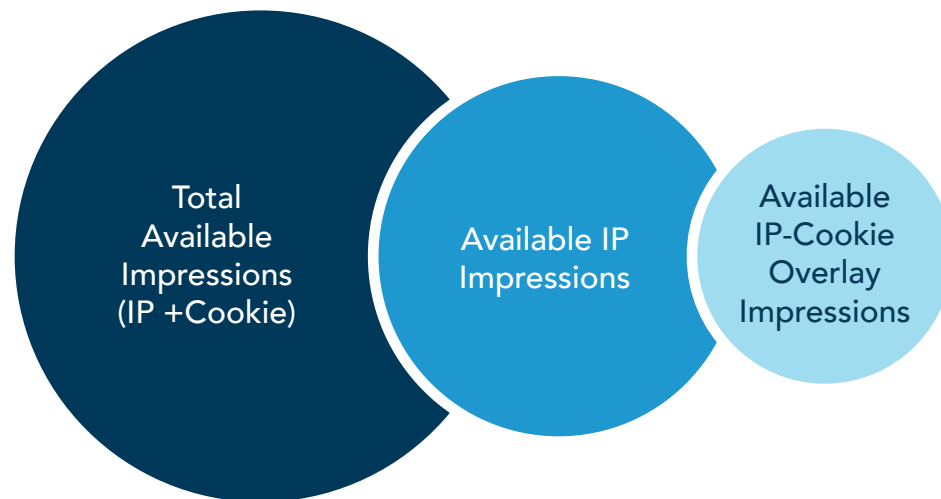 Total
Available
Impressions
(IP +Cookie)
Available IP
Impressions
Available
IP-Cookie
Overlay
Impressions